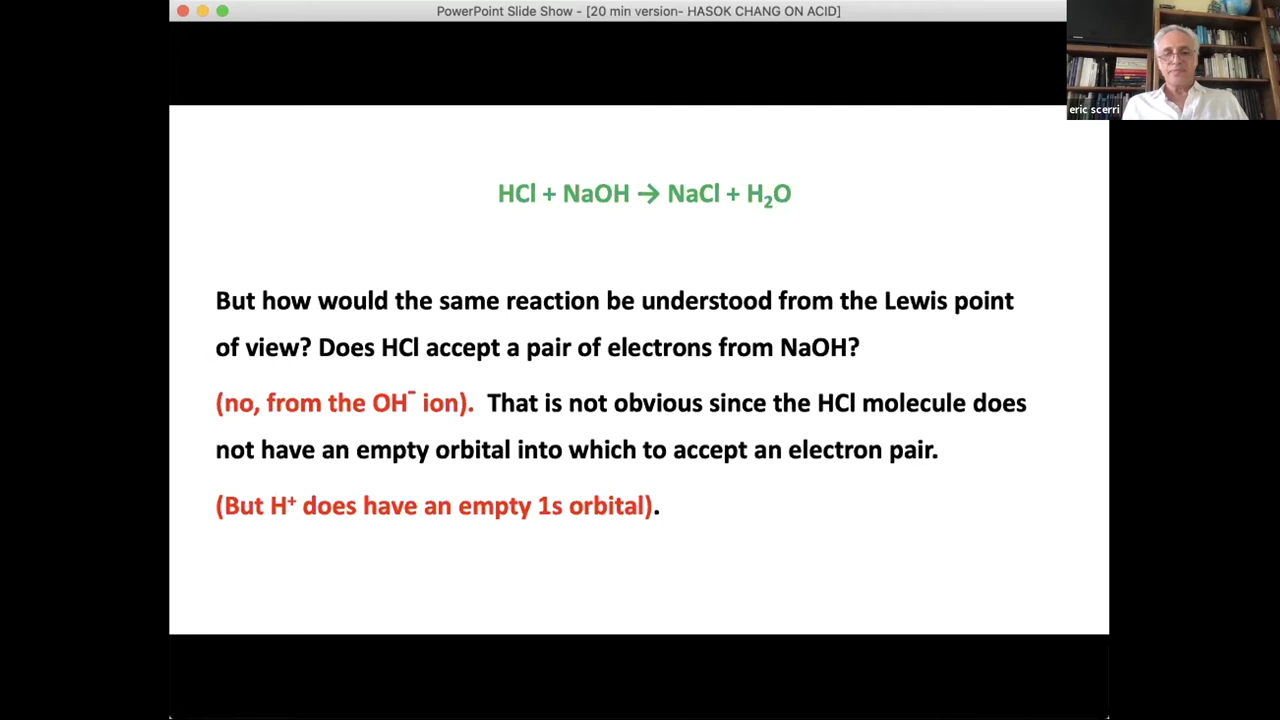 PowerPoint Slide Show - [20 min version- HASOK CHANG ON ACID]
eric scerri
HCl + NaOH → NaCl + H₂O
But how would the same reaction be understood from the Lewis point
of view? Does HCl accept a pair of electrons from NaOH?
(no, from the OH⁻ ion). That is not obvious since the HCl molecule does
not have an empty orbital into which to accept an electron pair.
(But H⁺ does have an empty 1s orbital).